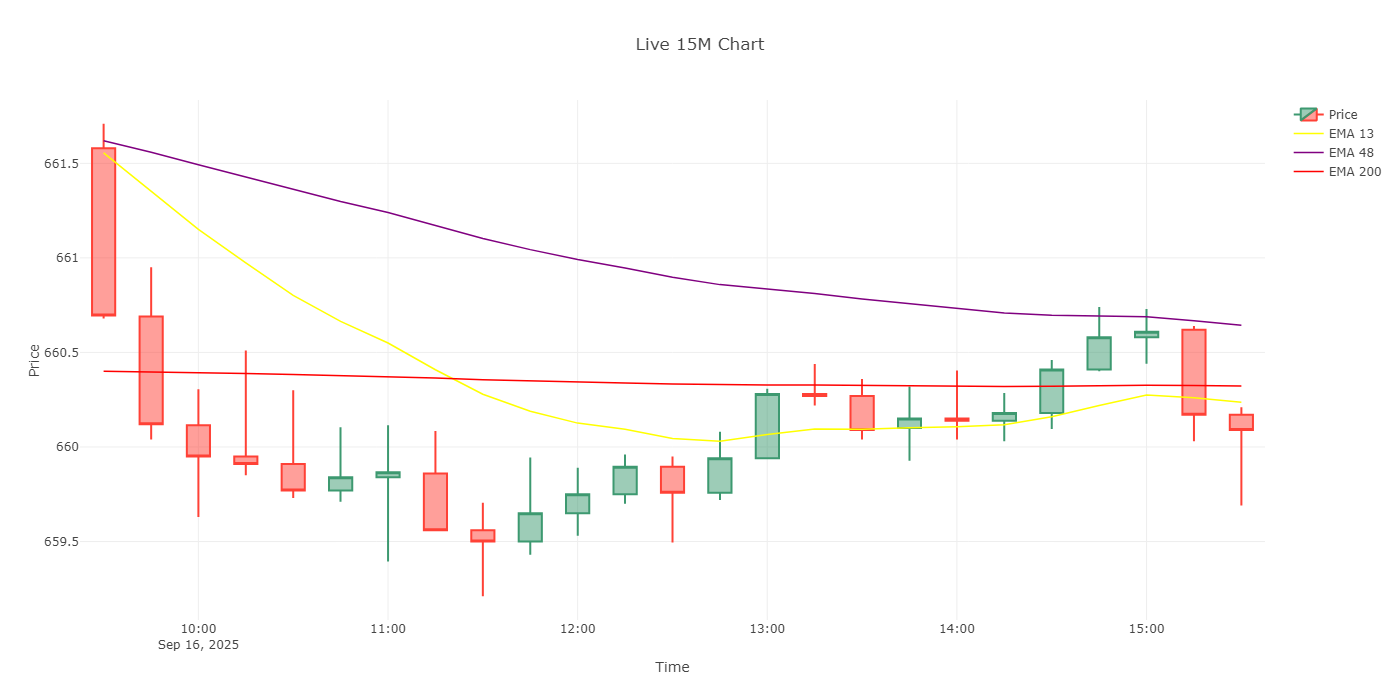 Live 15M Chart
Price
EMA 13
EMA 48
EMA 200
661.5
661
660.5
660
659.5
Price
10:00
11:00
12:00
13:00
14:00
15:00
Sep 16, 2025
Time